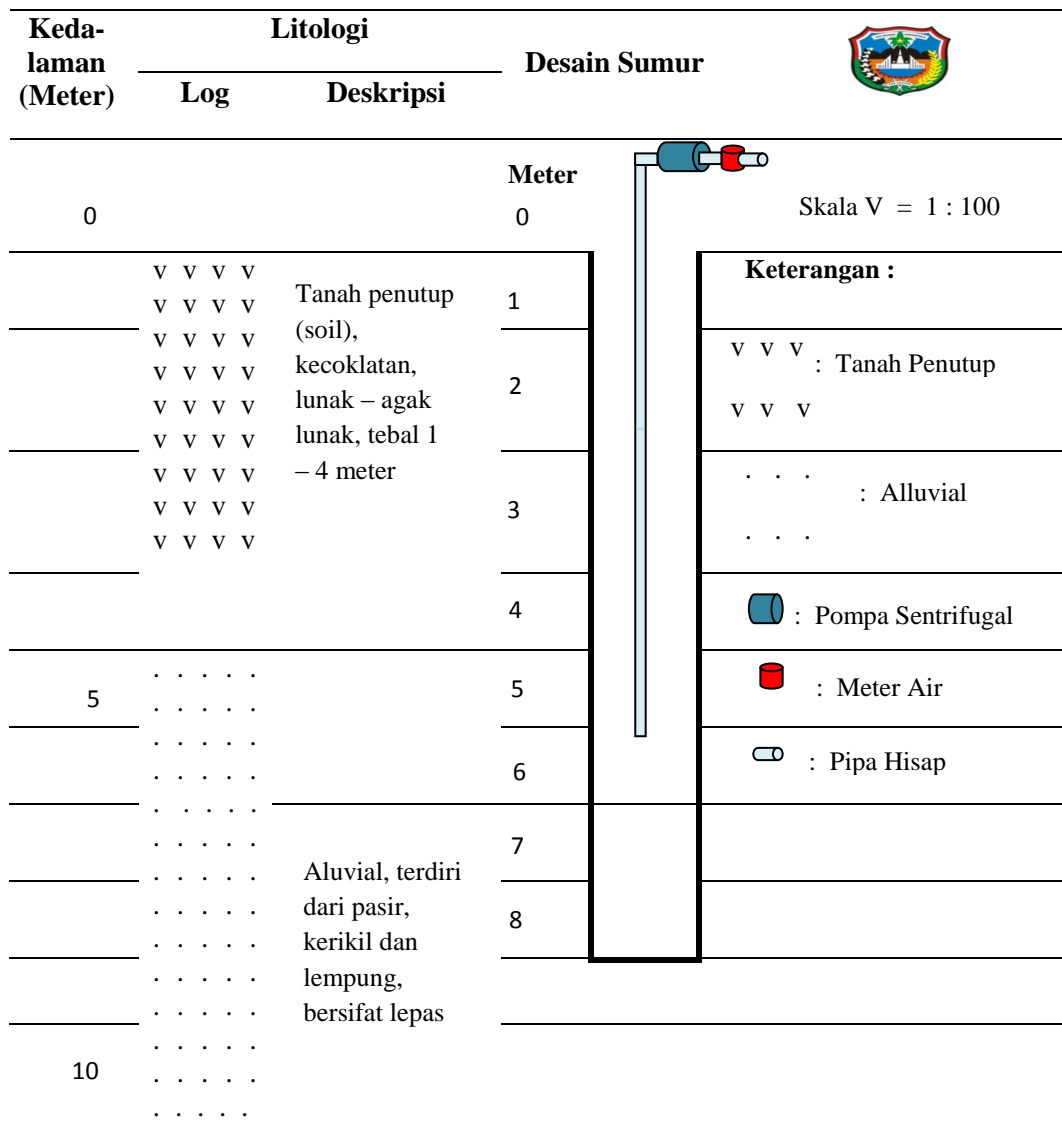 Keda-
laman
(Meter)
Litologi
Log
Deskripsi
Desain Sumur
Meter
0
0
Skala V = 1 : 100
v v v v
v v v v
v v v v
v v v v
v v v v
v v v v
v v v v
v v v v
v v v v
Tanah penutup
(soil),
kecoklatan,
lunak – agak
lunak, tebal 1
– 4 meter
1
2
3
4
5
6
7
8
Keterangan :
v v v : Tanah Penutup
v v v
. . . : Alluvial
. . .
: Pompa Sentrifugal
: Meter Air
: Pipa Hisap
5
. . . . .
. . . . .
. . . . .
. . . . .
. . . . .
. . . . .
. . . . .
. . . . .
. . . . .
. . . . .
. . . . .
. . . . .
. . . . .
. . . . .
Aluvial, terdiri
dari pasir,
kerikil dan
lempung,
bersifat lepas
10